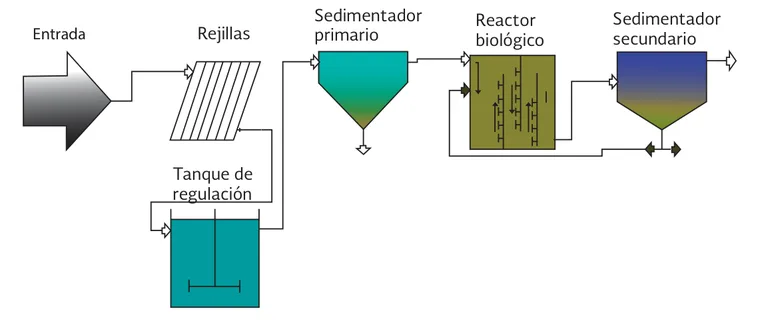 Entrada
Rejillas
Sedimentador
primario
Reactor
biológico
Sedimentador
secundario
Tanque de
regulación